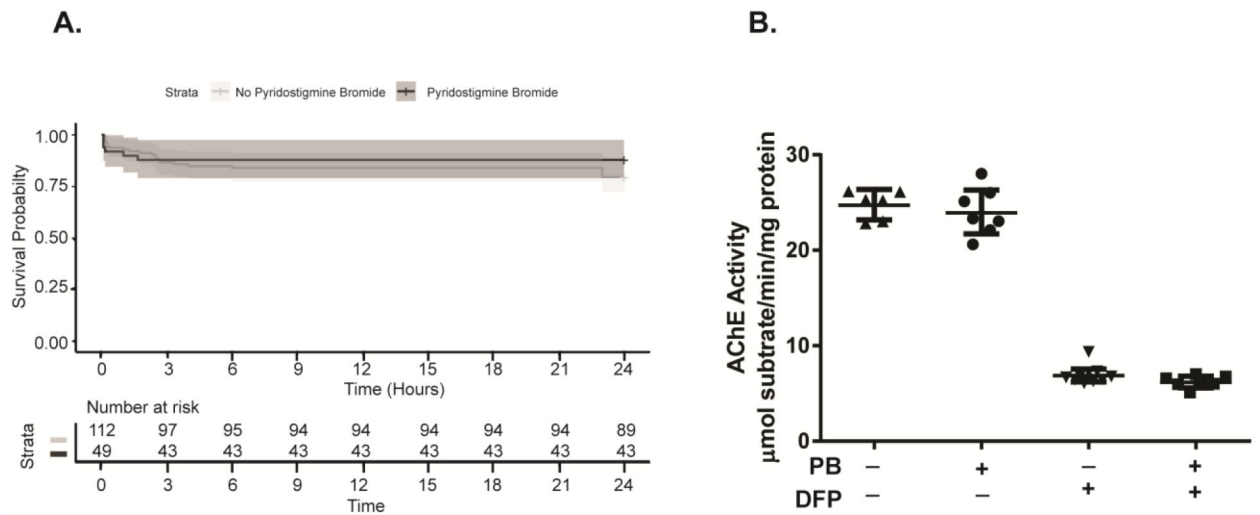 A.
Strata No Pyridostigmine Bromide Pyridostigmine Bromide
1.00
0.75
0.50
0.25
0.00
Survival Probabilty
0 3 6 9 12 15 18 21 24
Time (Hours)
Number at risk
Strata
112 97 95 94 94 94 94 94 89
49 43 43 43 43 43 43 43 43
0 3 6 9 12 15 18 21 24
Time
B.
AChE Activity
µmol subtrate/min/mg protein
30
20
10
0
PB − + − +
DFP − − + +